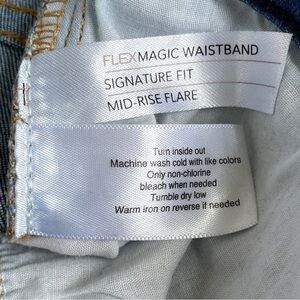 FLEXMAGIC WAISTBAND
SIGNATURE FIT
MID-RISE FLARE
Turn inside out
Machine wash cold with like colors
Only non-chlorine
bleach when needed
Tumble dry low
Warm iron on reverse if needed